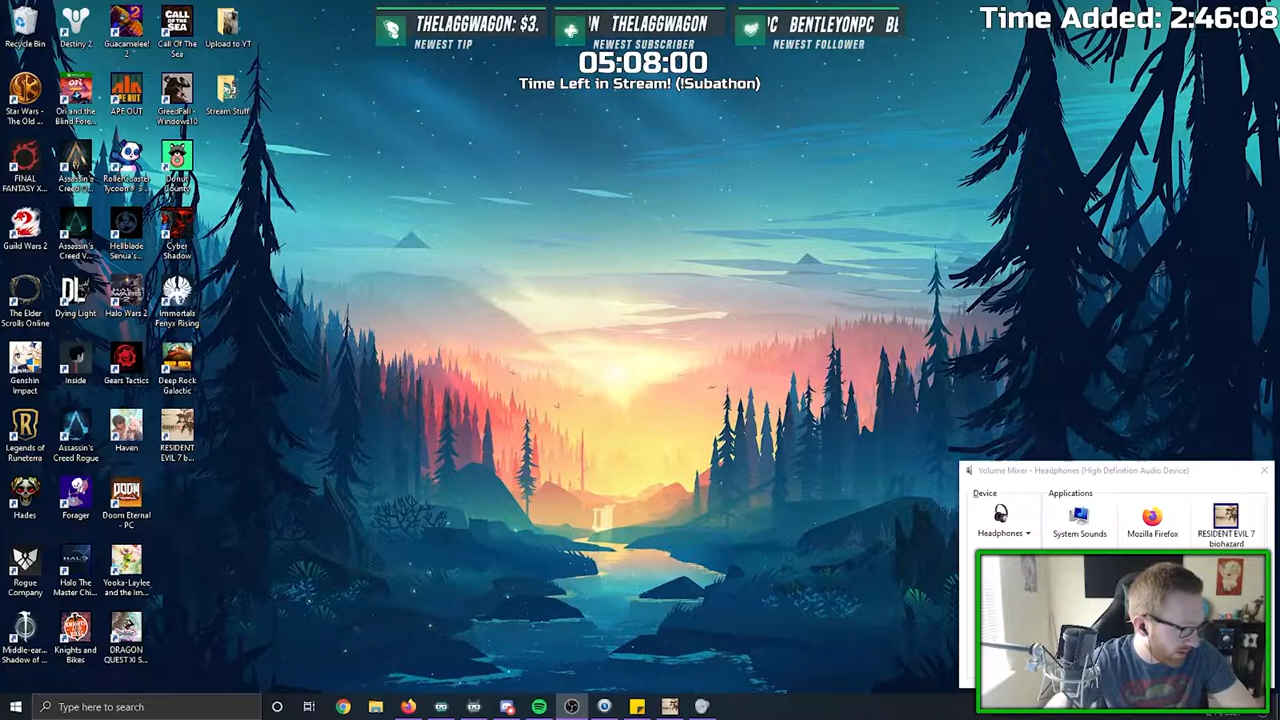 THELAGGWAGON: $3.
NEWEST TIP
THELAGGWAGON
NEWEST SUBSCRIBER
BENTLEYONPC
NEWEST FOLLOWER
Time Added: 2:46:08
05:08:00
Time Left in Stream! (!Subathon)
Recycle Bin
Destiny 2
Guacamelee! 2
Call Of The Sea
Upload to YT
Star Wars - The Old ...
Ori and the Blind Fore...
APE OUT
GreedFall - Windows10
Stream Stuff
FINAL FANTASY X...
Assassin's Creed ...
RollerCoaster Tycoon® 3 ...
Donut County
Guild Wars 2
Assassin's Creed V...
Hellblade Senua's...
Cyber Shadow
The Elder Scrolls Online
Dying Light
Halo Wars 2
Immortals Fenyx Rising
Genshin Impact
Inside
Gears Tactics
Deep Rock Galactic
Legends of Runeterra
Assassin's Creed Rogue
Haven
RESIDENT EVIL 7 b...
Hades
Forager
Doom Eternal - PC
Rogue Company
Halo The Master Chi...
Yooka-Laylee and the Im...
Middle-ear... Shadow of ...
Knights and Bikes
DRAGON QUEST XI S...
Volume Mixer - Headphones (High Definition Audio Device)
Device
Applications
Headphones
System Sounds
Mozilla Firefox
RESIDENT EVIL 7 biohazard
Type here to search